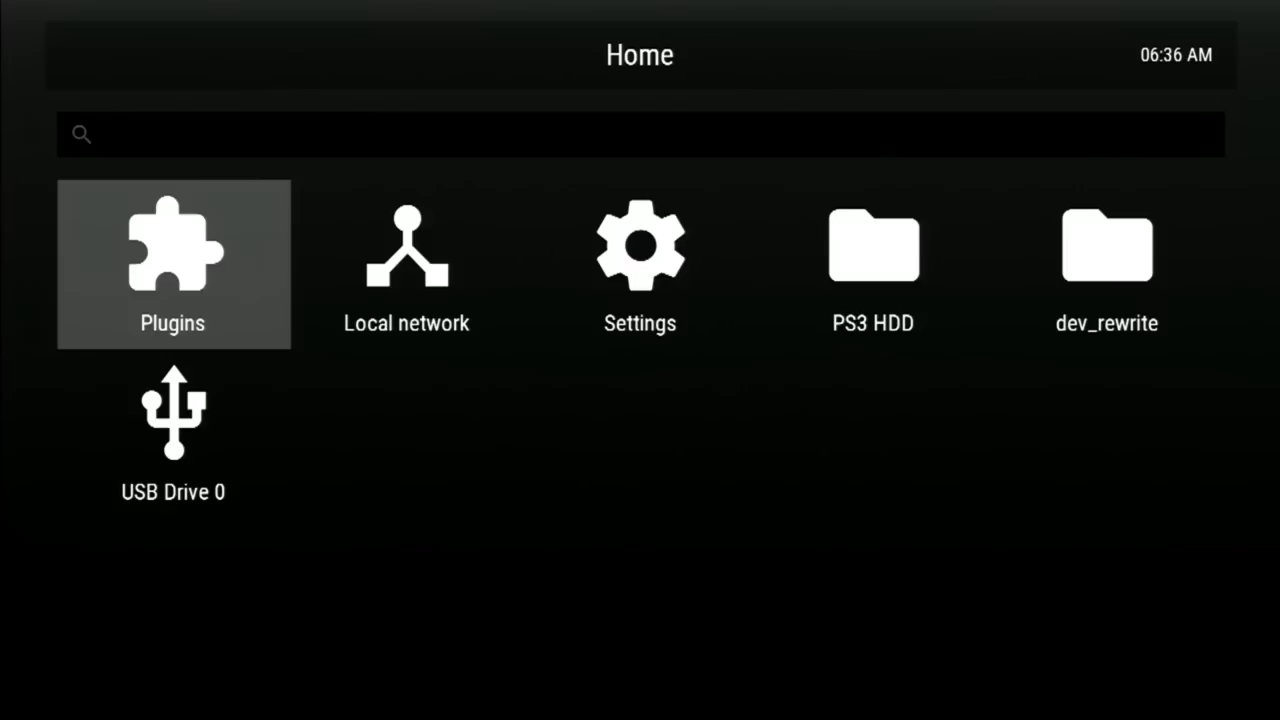 Home
06:36 AM
Plugins
Local network
Settings
PS3 HDD
dev_rewrite
USB Drive 0